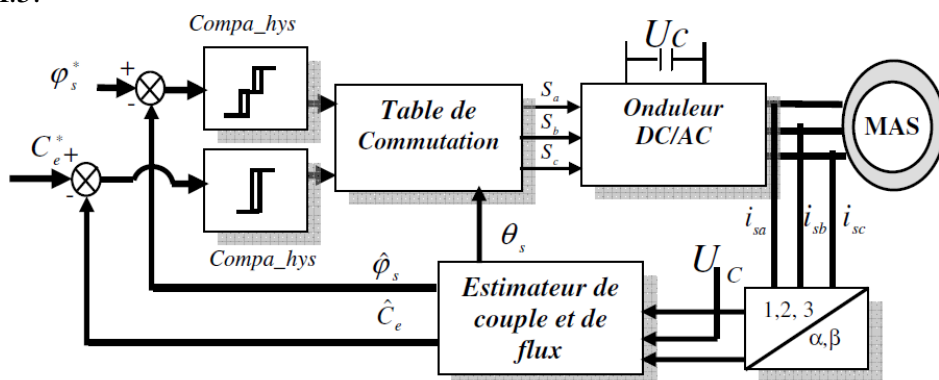 Compa_hys
Uc
φs*
+
-
Table de
Commutation
Sa
Sb
Sc
Onduleur
DC/AC
MAS
Ce*
+
-
Compa_hys
θs
isa
isb
isc
φ̂s
Ĉe
Estimateur de
couple et de
flux
UC
1,2, 3
α,β